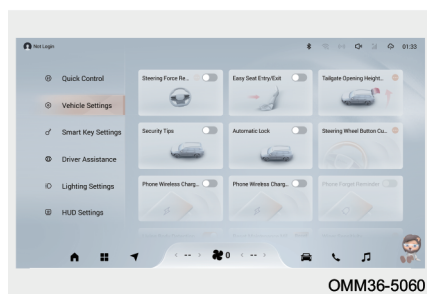 Not Login
01:33
Quick Control
Vehicle Settings
Smart Key Settings
Driver Assistance
Lighting Settings
HUD Settings
Steering Force Re...
Easy Seat Entry/Exit
Tailgate Opening Height...
Security Tips
Automatic Lock
Steering Wheel Button Cu...
Phone Wireless Charg...
Phone Wireless Charg...
Phone Forget Reminder
< -- >
0
< -- >
OMM36-5060